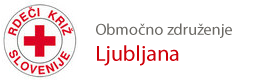 RDEČI KRIŽ
SLOVENIJE
Območno združenje
Ljubljana